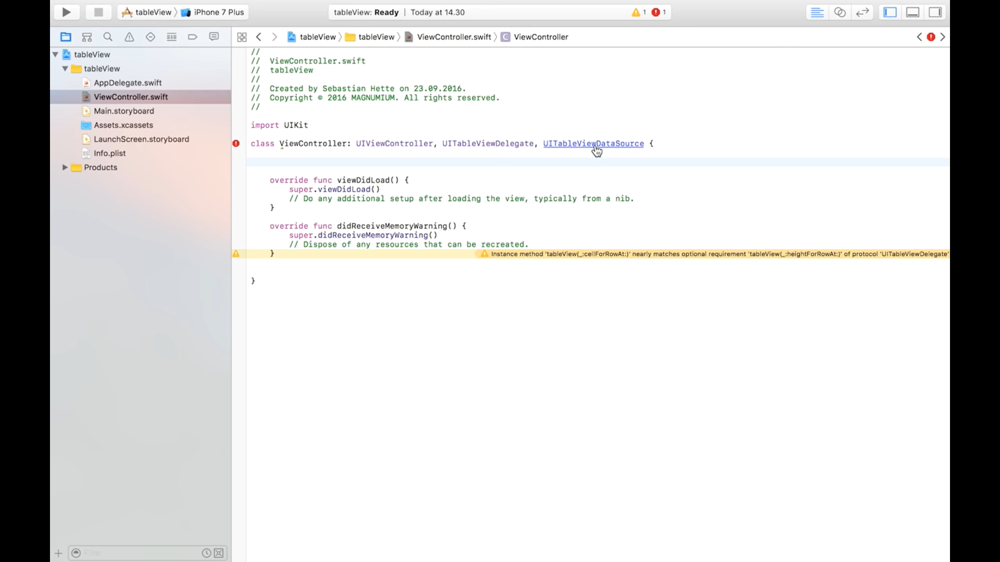 tableView iPhone 7 Plus
tableView: Ready | Today at 14.30
1 1
tableView tableView ViewController.swift C ViewController
tableView
tableView
AppDelegate.swift
ViewController.swift
Main.storyboard
Assets.xcassets
LaunchScreen.storyboard
Info.plist
Products
Filter
//
// ViewController.swift
// tableView
//
// Created by Sebastian Hette on 23.09.2016.
// Copyright © 2016 MAGNUMIUM. All rights reserved.
//
import UIKit
class ViewController: UIViewController, UITableViewDelegate, UITableViewDataSource {
override func viewDidLoad() {
super.viewDidLoad()
// Do any additional setup after loading the view, typically from a nib.
}
override func didReceiveMemoryWarning() {
super.didReceiveMemoryWarning()
// Dispose of any resources that can be recreated.
} Instance method 'tableView(_:cellForRowAt:)' nearly matches optional requirement 'tableView(_:heightForRowAt:)' of protocol 'UITableViewDelegate'
}